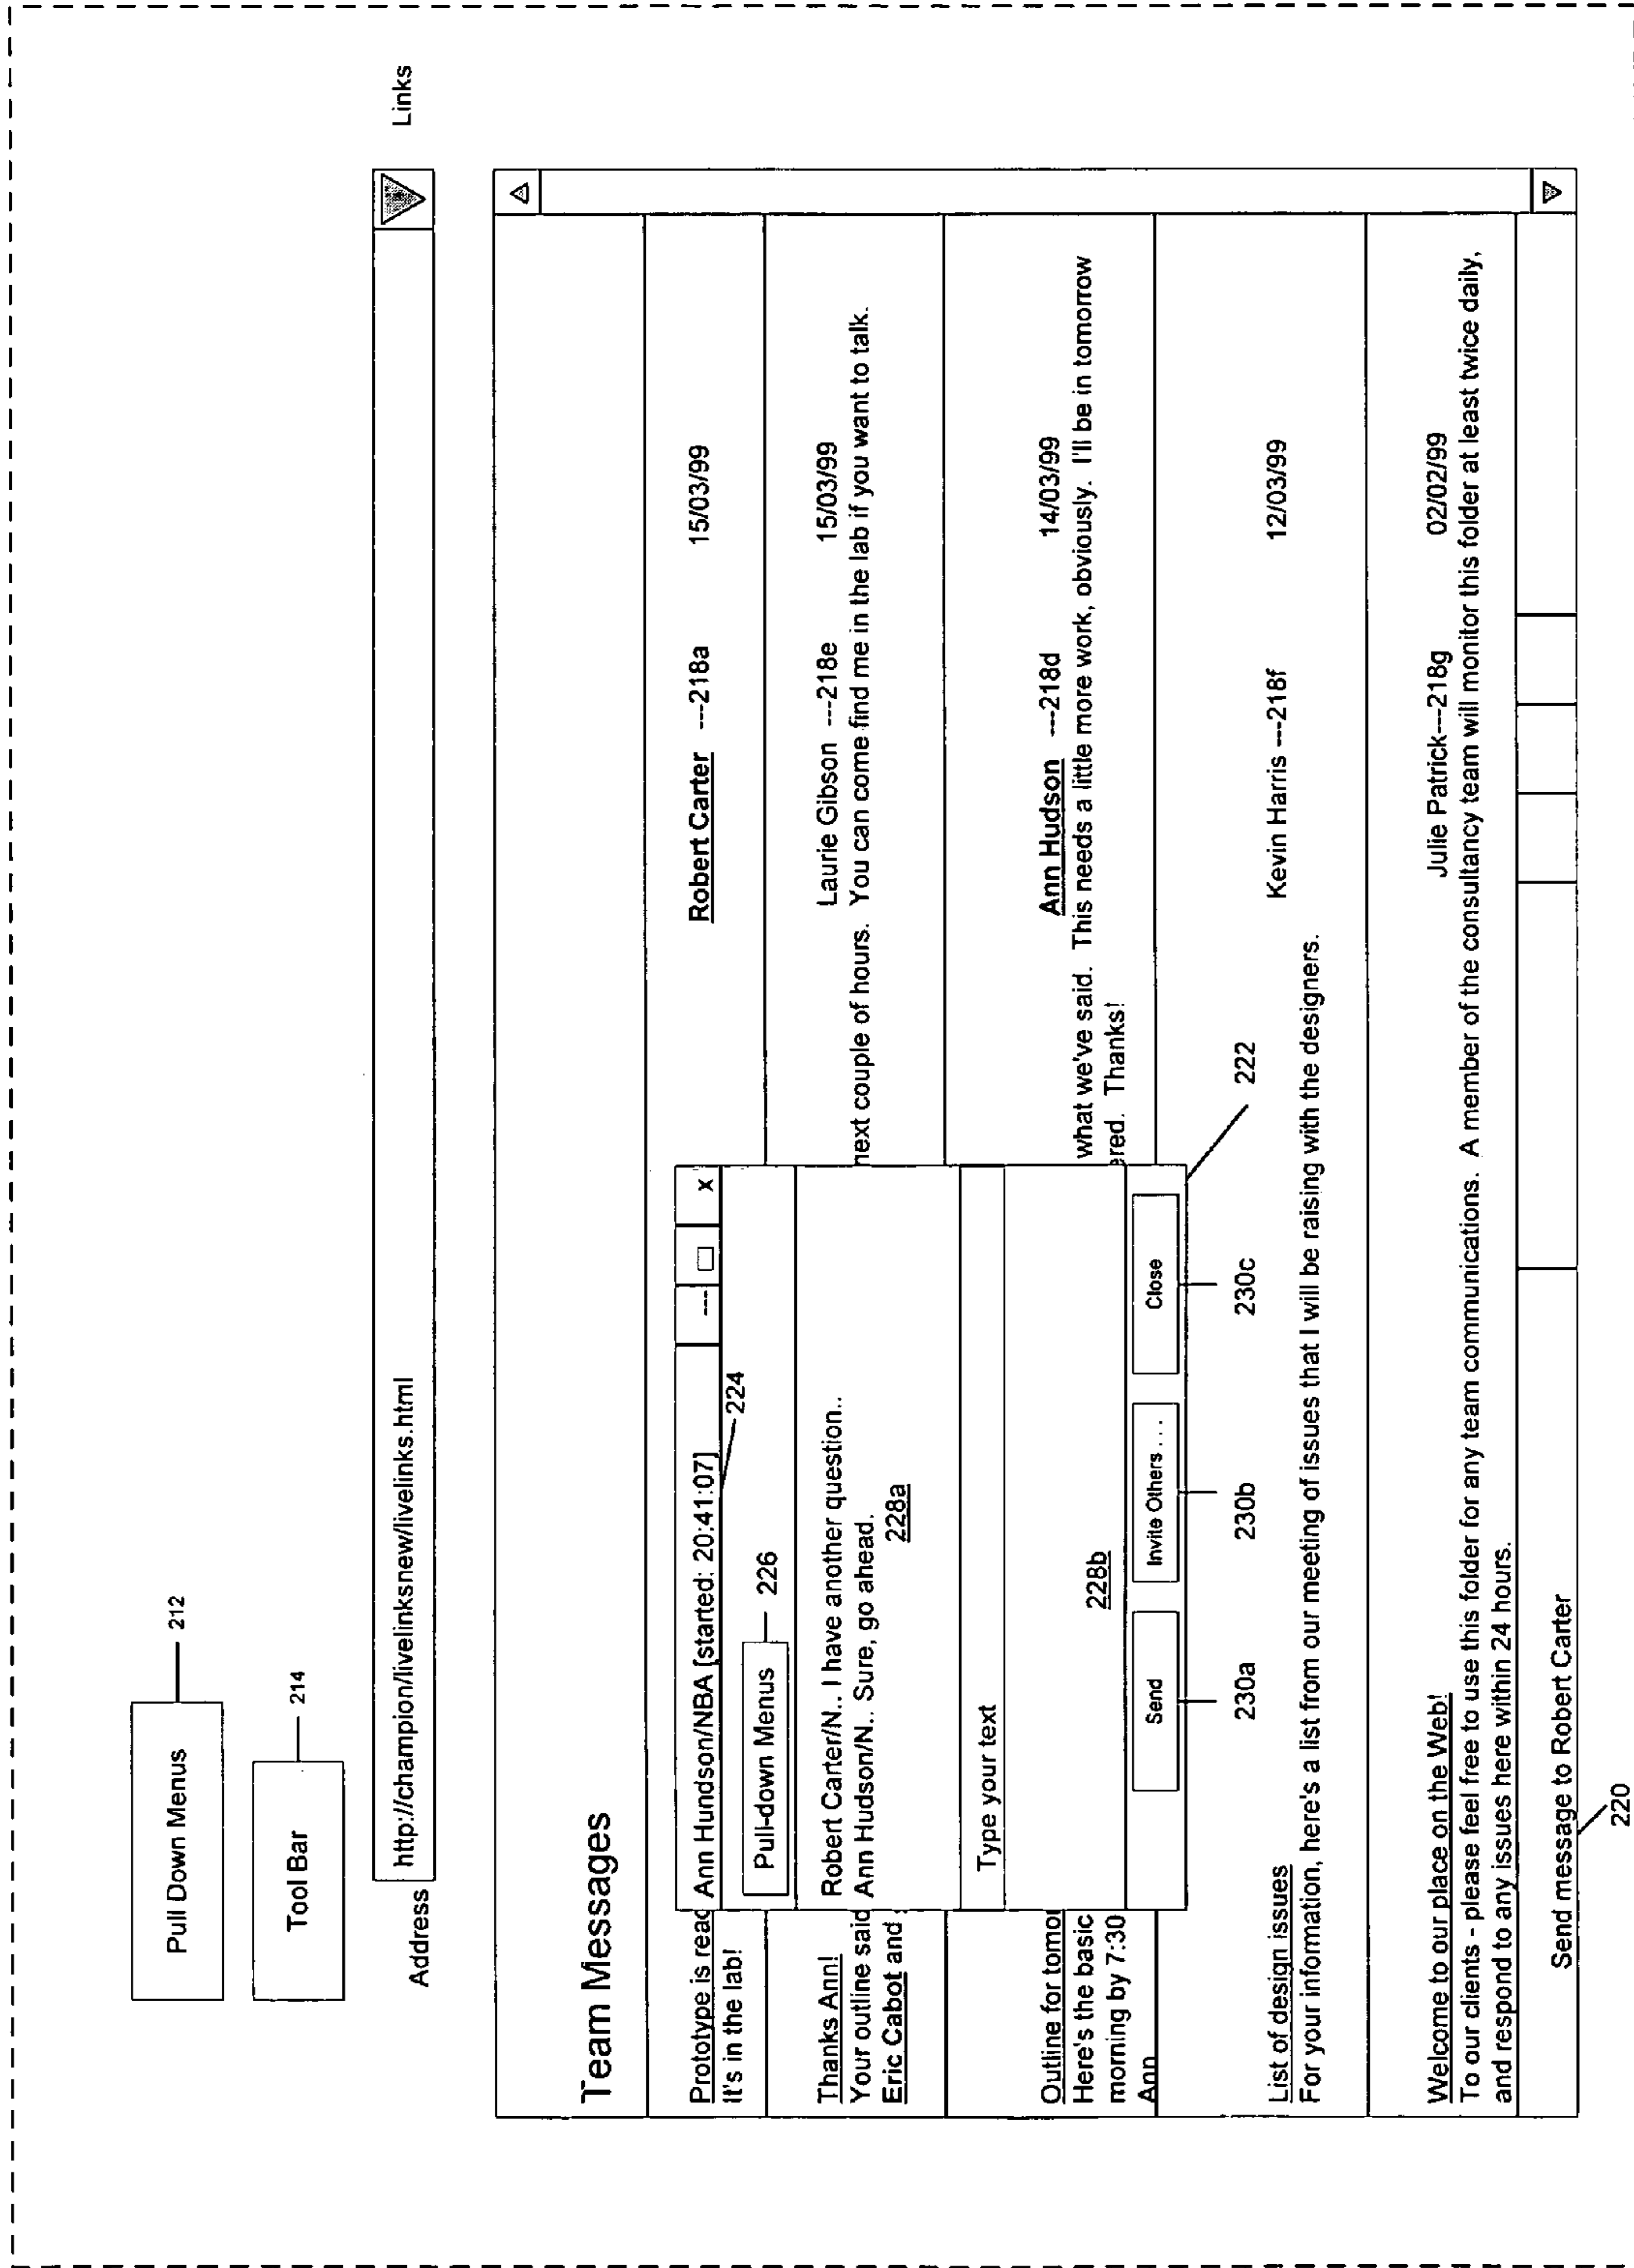 Pull Down Menus
212
Tool Bar
214
Address
http://champion/livelinksnew/livelinks.html
Links
Team Messages
Prototype is read
Robert Carter ---218a
15/03/99
It's in the lab!
Thanks Ann!
Laurie Gibson ---218e
15/03/99
Your outline said
next couple of hours. You can come find me in the lab if you want to talk.
Eric Cabot and
Outline for tomo
Ann Hudson ---218d
14/03/99
Here's the basic
what we've said. This needs a little more work, obviously. I'll be in tomorrow
morning by 7:30
ered. Thanks!
Ann
Ann Hundson/NBA [started: 20:41:07]
--- X
224
Pull-down Menus
226
Robert Carter/N.. I have another question..
Ann Hudson/N.. Sure, go ahead.
228a
Type your text
228b
Send
Invite Others . . .
Close
230a
230b
230c
222
List of design issues
Kevin Harris ---218f
12/03/99
For your information, here's a list from our meeting of issues that I will be raising with the designers.
Welcome to our place on the Web!
Julie Patrick---218g
02/02/99
To our clients - please feel free to use this folder for any team communications. A member of the consultancy team will monitor this folder at least twice daily,
and respond to any issues here within 24 hours.
Send message to Robert Carter
220